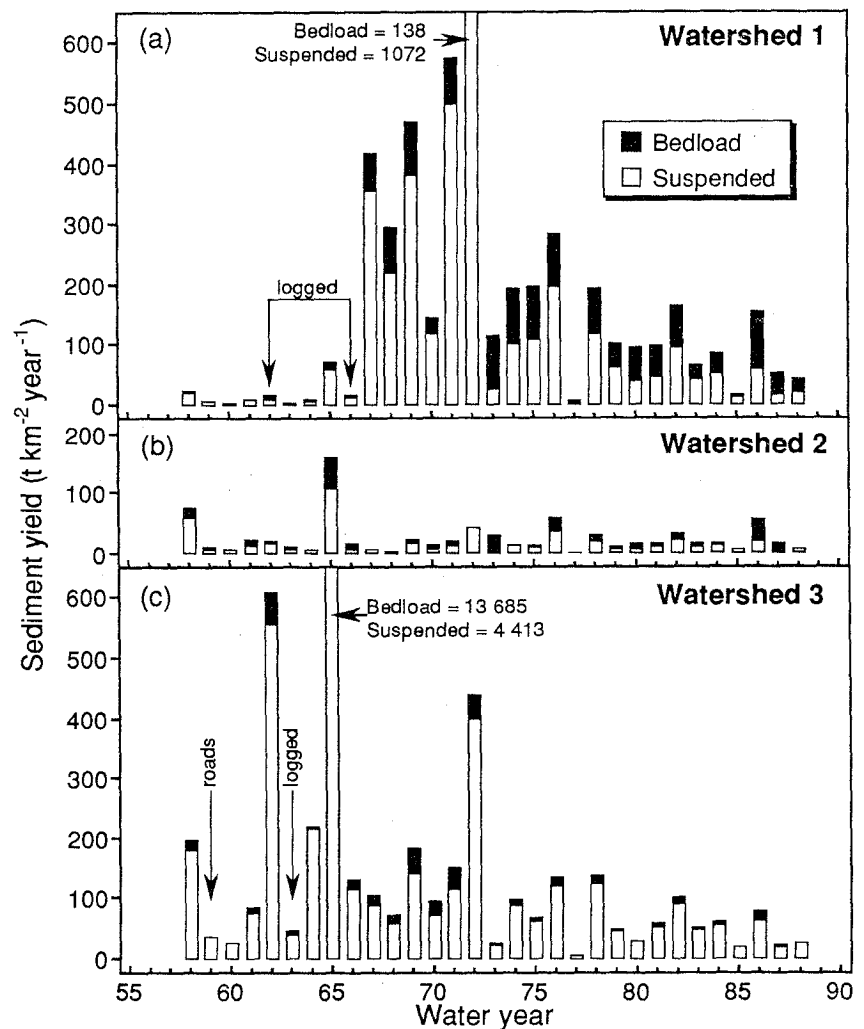 (a)
Bedload = 138
Suspended = 1072
Watershed 1
Bedload
Suspended
logged
600
500
400
300
200
100
0
(b)
Watershed 2
200
100
0
Sediment yield (t km⁻² year⁻¹)
(c)
Watershed 3
Bedload = 13 685
Suspended = 4 413
roads
logged
600
500
400
300
200
100
0
55 60 65 70 75 80 85 90
Water year